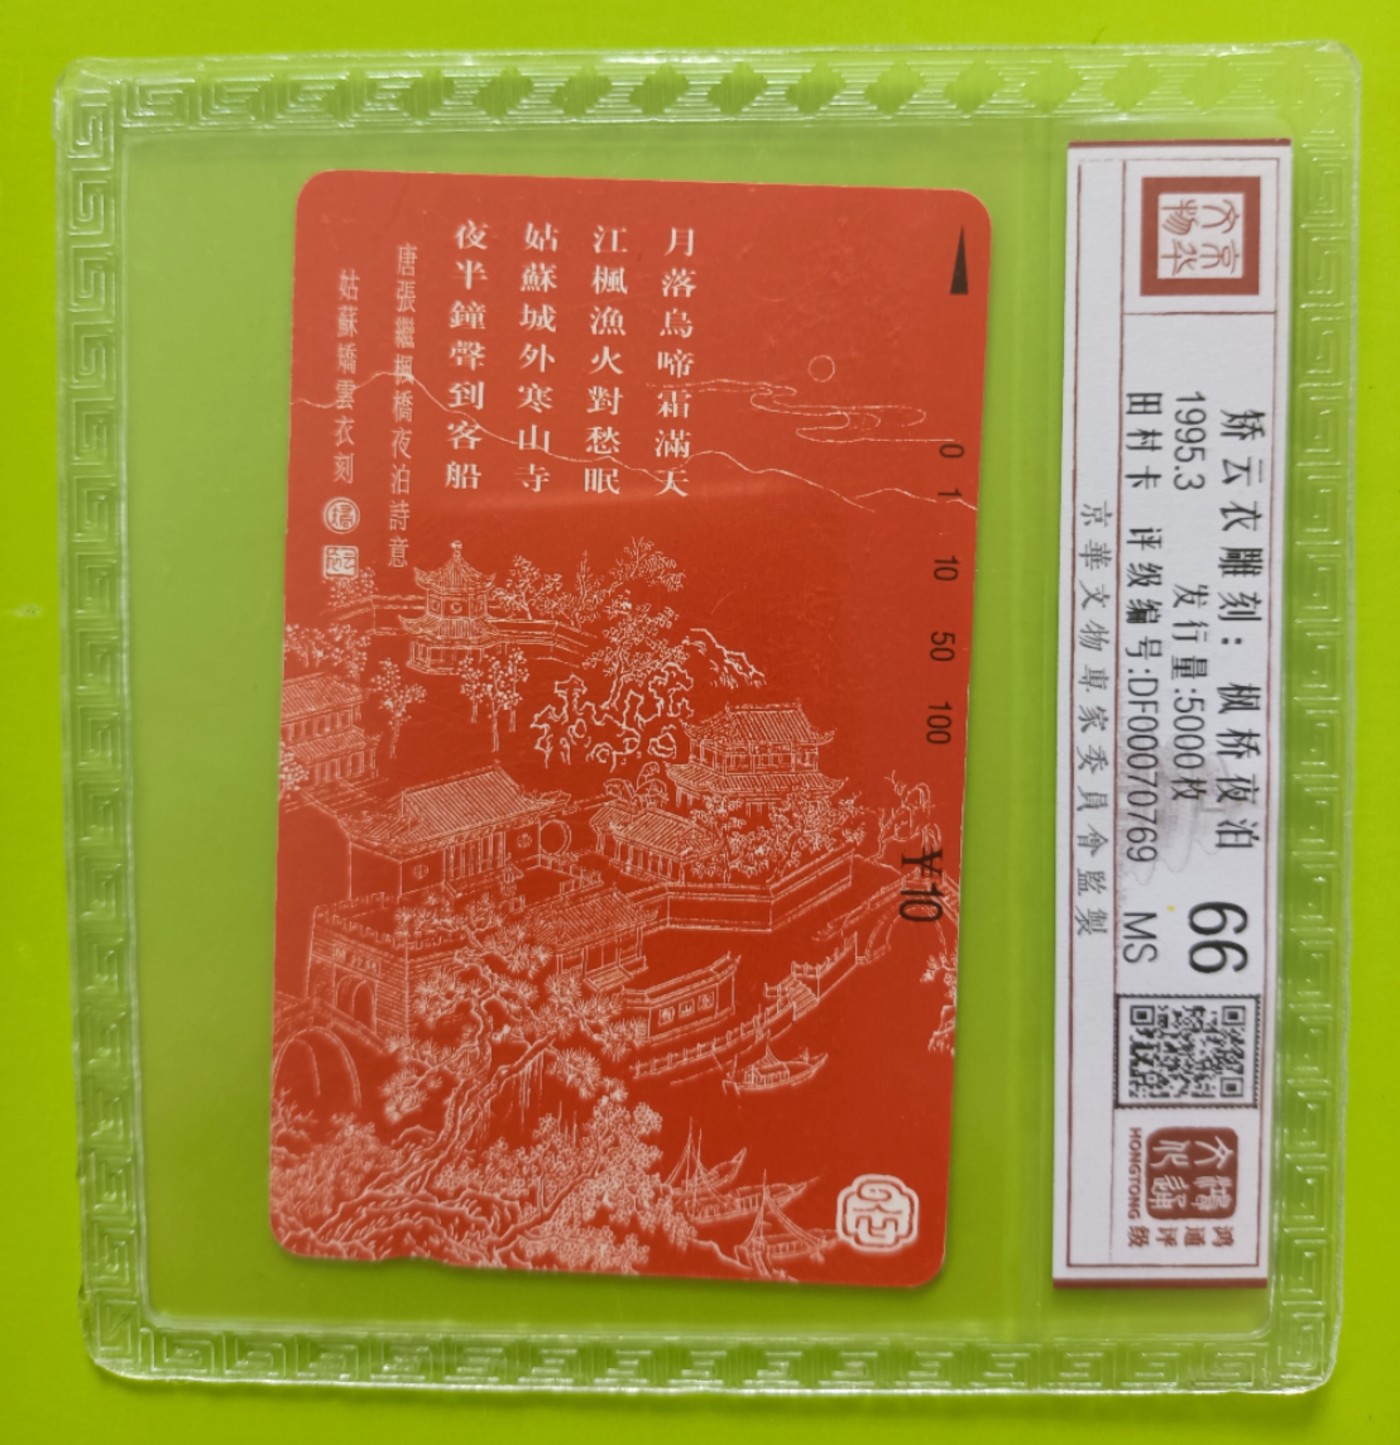 月落烏啼霜滿天
江楓漁火對愁眠
姑蘇城外寒山寺
夜半鐘聲到客船
唐張繼楓橋夜泊詩意
姑蘇矯雲衣刻
0 1 10 50 100
¥10
京华
文物
矫云衣雕刻：枫桥夜泊
1995.3 发行量:5000枚
田村卡 评级编号:DF00070769
66
MS
京華文物專家委員會監製
鸿通评级
HONGTONG